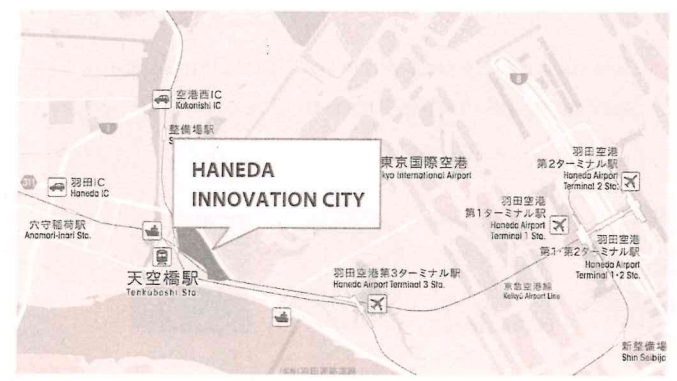 8
空港西IC
Kukonishi IC
1
整備場駅
S
HANEDA
INNOVATION CITY
311
羽田IC
Haneda IC
穴守稲荷駅
Anamori-inari Sta.
天空橋駅
Tenkubashi Sta
東京国際空港
kyo International Airport
羽田空港
第2ターミナル駅
Haneda Airport
Terminal 2 Sta.
羽田空港
第1ターミナル駅
Haneda Airport
Terminal 1 Sta.
羽田空港
第1・第2ターミナル駅
Haneda Airport
Terminal 1・2 Sta.
羽田空港第3ターミナル駅
Haneda Airport Terminal 3 Sta.
京急空港線
Keikyu Airport Line
新整備場
Shin Seibijo